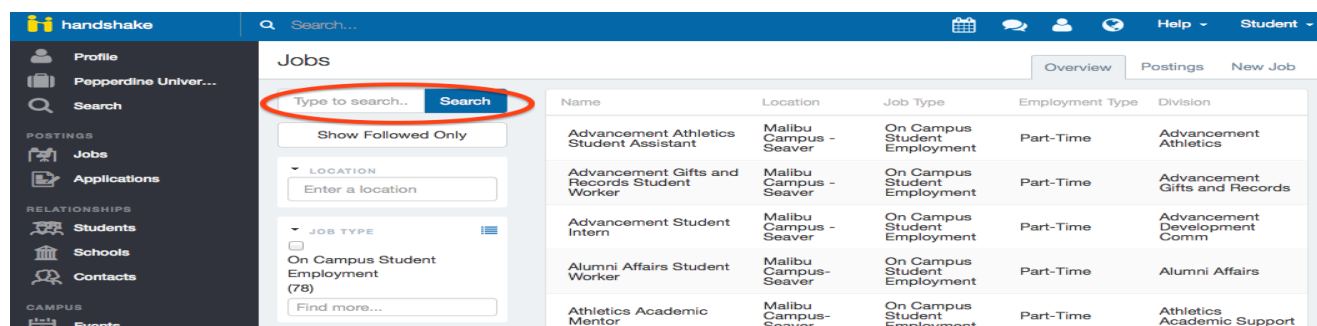 handshake
Search...
Help
Student
Profile
Pepperdine Univer...
Search
POSTINGS
Jobs
Applications
RELATIONSHIPS
Students
Schools
Contacts
CAMPUS
Events
Jobs
Overview
Postings
New Job
Type to search..
Search
Show Followed Only
LOCATION
Enter a location
JOB TYPE
On Campus Student
Employment
(78)
Find more...
Name Location Job Type Employment Type Division
Advancement Athletics
Student Assistant
Malibu
Campus -
Seaver
On Campus
Student
Employment
Part-Time
Advancement
Athletics
Advancement Gifts and
Records Student
Worker
Malibu
Campus -
Seaver
On Campus
Student
Employment
Part-Time
Advancement
Gifts and Records
Advancement Student
Intern
Malibu
Campus -
Seaver
On Campus
Student
Employment
Part-Time
Advancement
Development
Comm
Alumni Affairs Student
Worker
Malibu
Campus-
Seaver
On Campus
Student
Employment
Part-Time
Alumni Affairs
Athletics Academic
Mentor
Malibu
Campus-
Seaver
On Campus
Student
Employment
Part-Time
Athletics
Academic Support